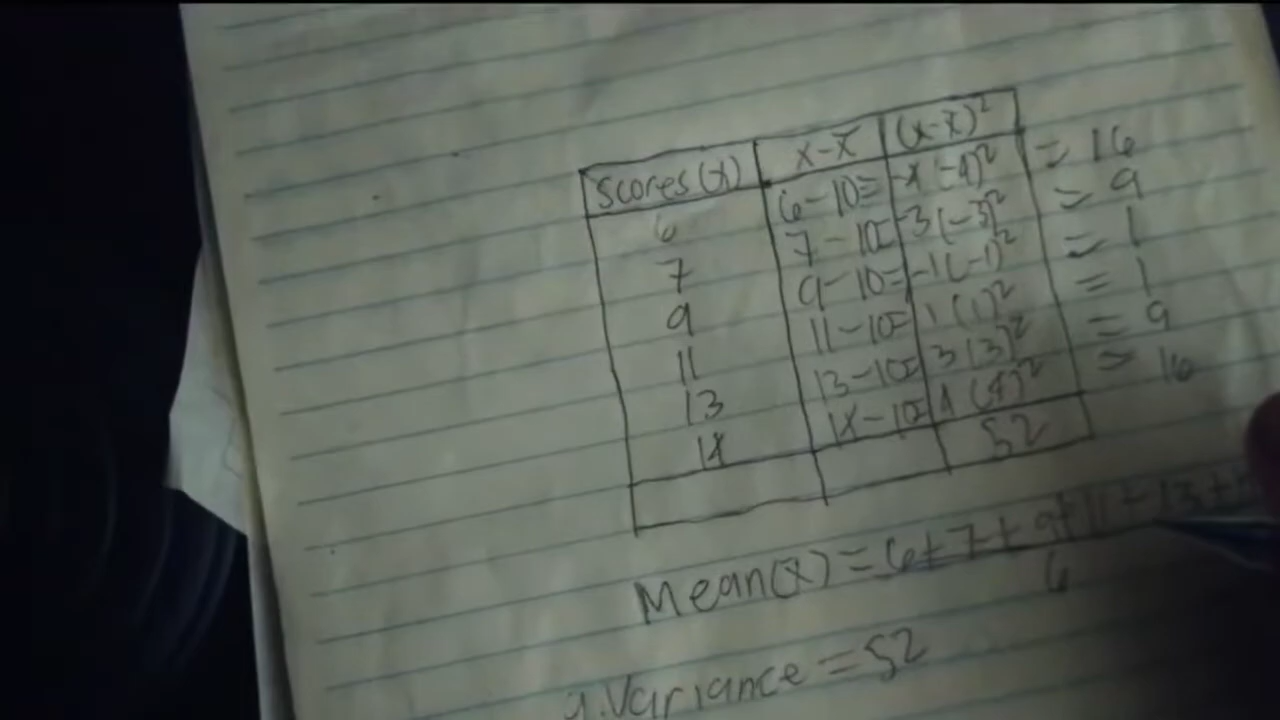 Scores (x) x-x̄ (x-x̄)²
6 6-10= -4 (-4)² = 16
7 7-10= -3 (-3)² = 9
9 9-10= -1 (-1)² = 1
11 11-10= 1 (1)² = 1
13 13-10= 3 (3)² = 9
14 14-10= 4 (4)² = 16
52
Mean(x̄) = 6+7+9+11+13+
6
Variance = 52